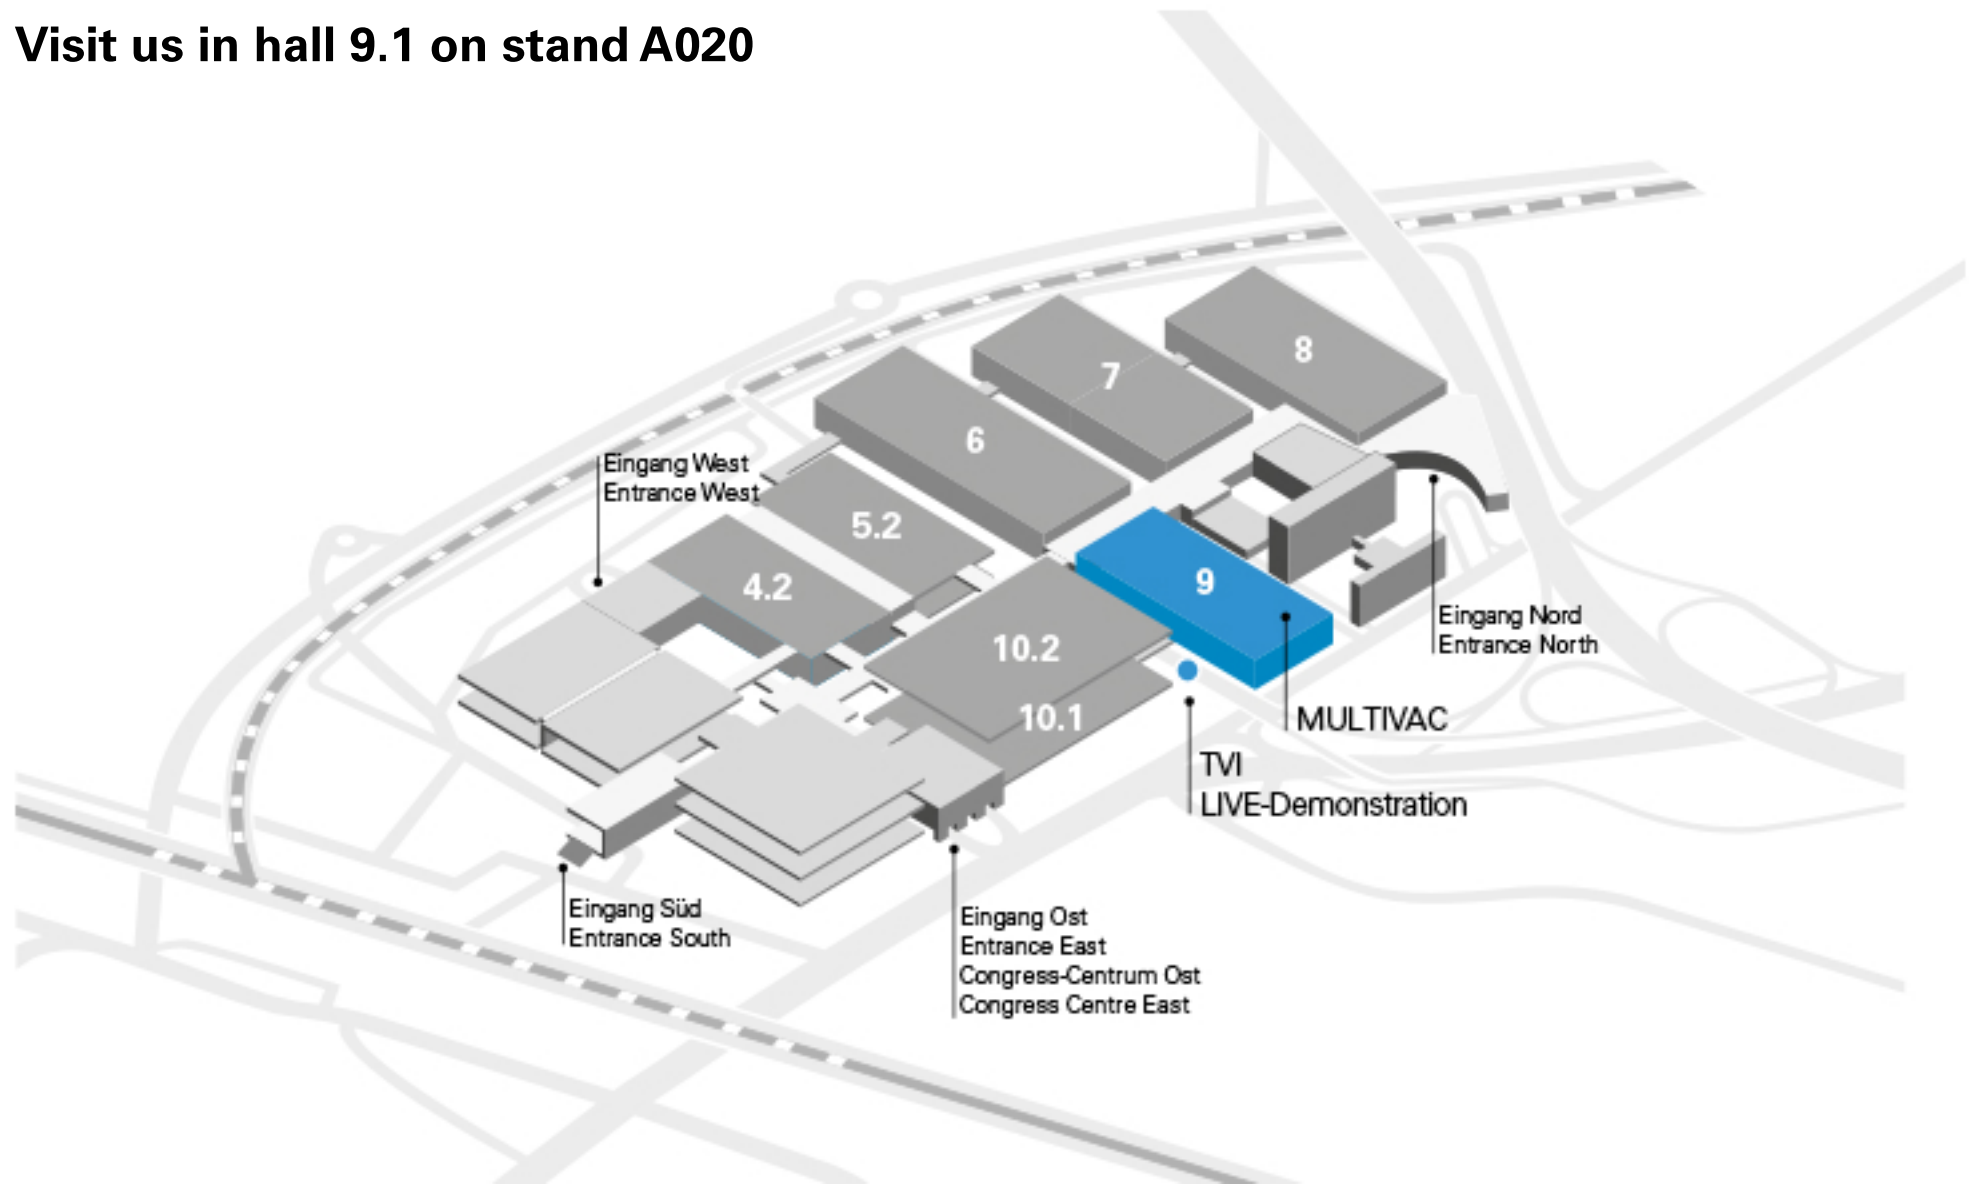 Visit us in hall 9.1 on stand A020
8
7
6
Eingang West
Entrance West
5.2
4.2
9
10.2
Eingang Nord
Entrance North
10.1
MULTIVAC
TVI
LIVE-Demonstration
Eingang Süd
Entrance South
Eingang Ost
Entrance East
Congress-Centrum Ost
Congress Centre East